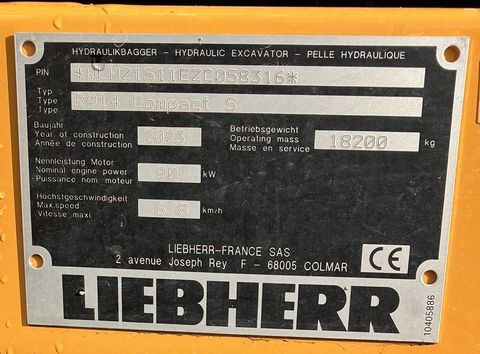 HYDRAULIKBAGGER - HYDRAULIC EXCAVATOR - PELLE HYDRAULIQUE
PIN *WLHZ1511EZC058316*
Typ
Type R914 Compact S
Type
Baujahr
Year of construction 2023
Année de construction
Betriebsgewicht
Operating mass 18200 kg
Masse en service
Nennleistung Motor
Nominal engine power 90 kW
Puissance nom. moteur
Höchstgeschwindigkeit
Max.speed 6.8 km/h
Vitesse maxi.
LIEBHERR-FRANCE SAS
2 avenue Joseph Rey F - 68005 COLMAR
CE
LIEBHERR
10405886